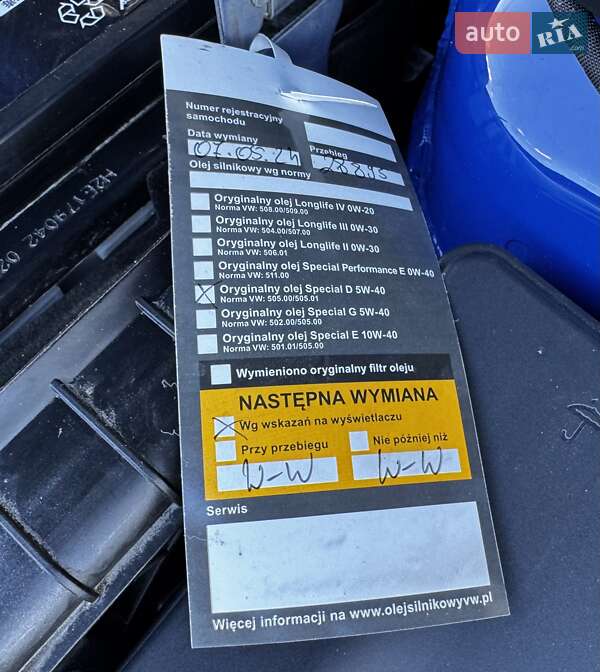 auto RIA
Numer rejestracyjny
samochodu
Data wymiany
Przebieg
07.05.24
Olej silnikowy wg normy
Oryginalny olej Longlife IV 0W-20
Norma VW: 508.00/509.00
Oryginalny olej Longlife III 0W-30
Norma VW: 504.00/507.00
Oryginalny olej Longlife II 0W-30
Norma VW: 506.01
Oryginalny olej Special Performance E 0W-40
Norma VW: 511.00
Oryginalny olej Special D 5W-40
Norma VW: 505.00/505.01
Oryginalny olej Special G 5W-40
Norma VW: 502.00/505.00
Oryginalny olej Special E 10W-40
Norma VW: 501.01/505.00
Wymieniono oryginalny filtr oleju
NASTĘPNA WYMIANA
Wg wskazań na wyświetlaczu
Przy przebiegu
Nie później niż
W-W
W-W
Serwis
Więcej informacji na www.olejsilnikowyvw.pl